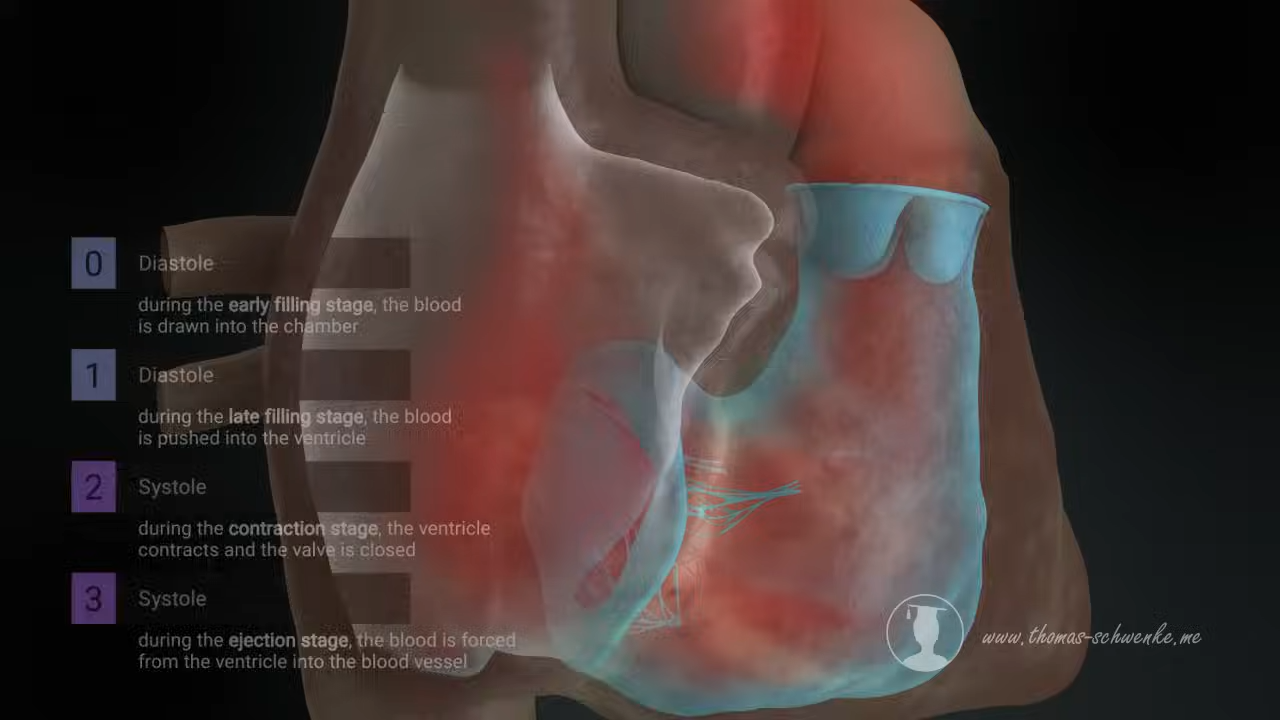 0 Diastole
during the early filling stage, the blood
is drawn into the chamber
1 Diastole
during the late filling stage, the blood
is pushed into the ventricle
2 Systole
during the contraction stage, the ventricle
contracts and the valve is closed
3 Systole
during the ejection stage, the blood is forced
from the ventricle into the blood vessel
www.thomas-schwenke.me